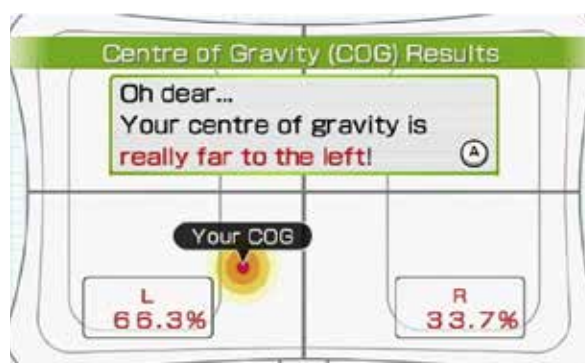 Centre of Gravity (COG) Results
Oh dear...
Your centre of gravity is
really far to the left!
A
Your COG
L
66.3%
R
33.7%